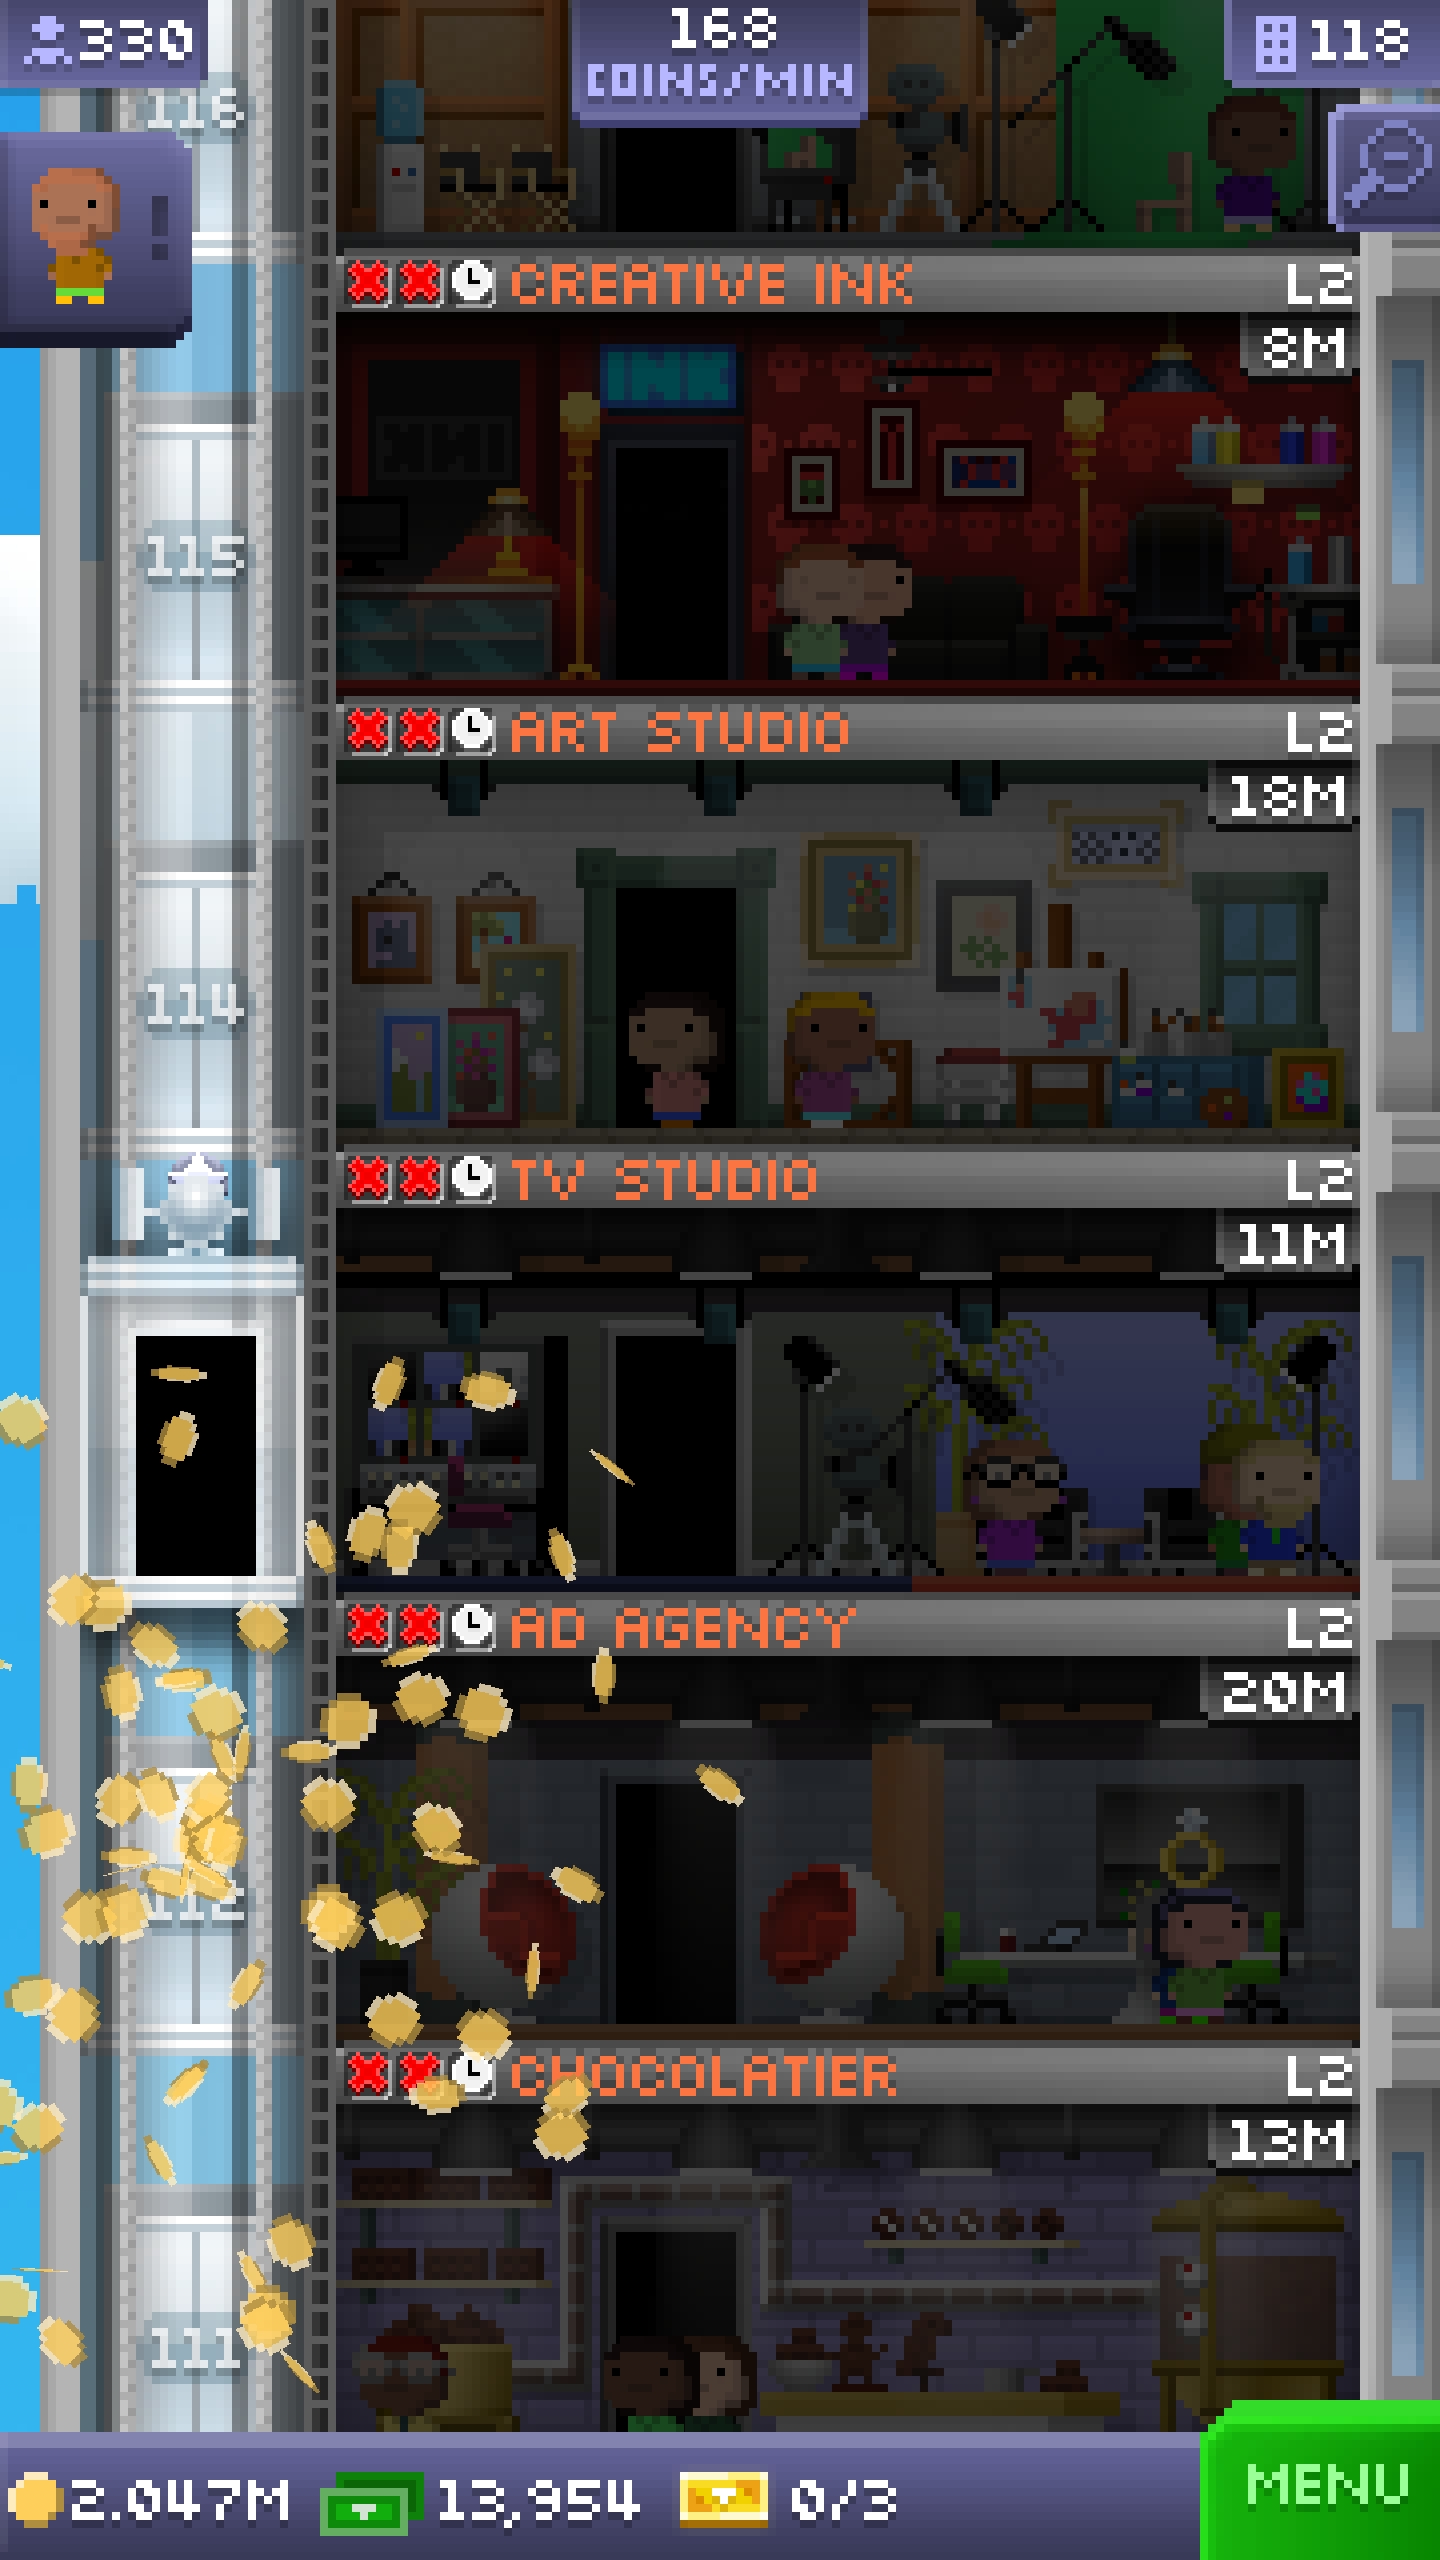 330
168
COINS/MIN
118
116
!
CREATIVE INK L2
8M
INK
115
ART STUDIO L2
18M
114
TV STUDIO L2
11M
AD AGENCY L2
20M
112
CHOCOLATIER L2
13M
111
2.047M 13,954 0/3
MENU